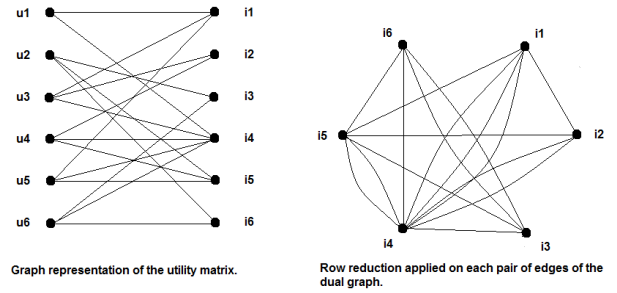 u1
i1
u2
i2
u3
i3
u4
i4
u5
i5
u6
i6
Graph representation of the utility matrix.
i6
i1
i5
i2
i4
i3
Row reduction applied on each pair of edges of the
dual graph.